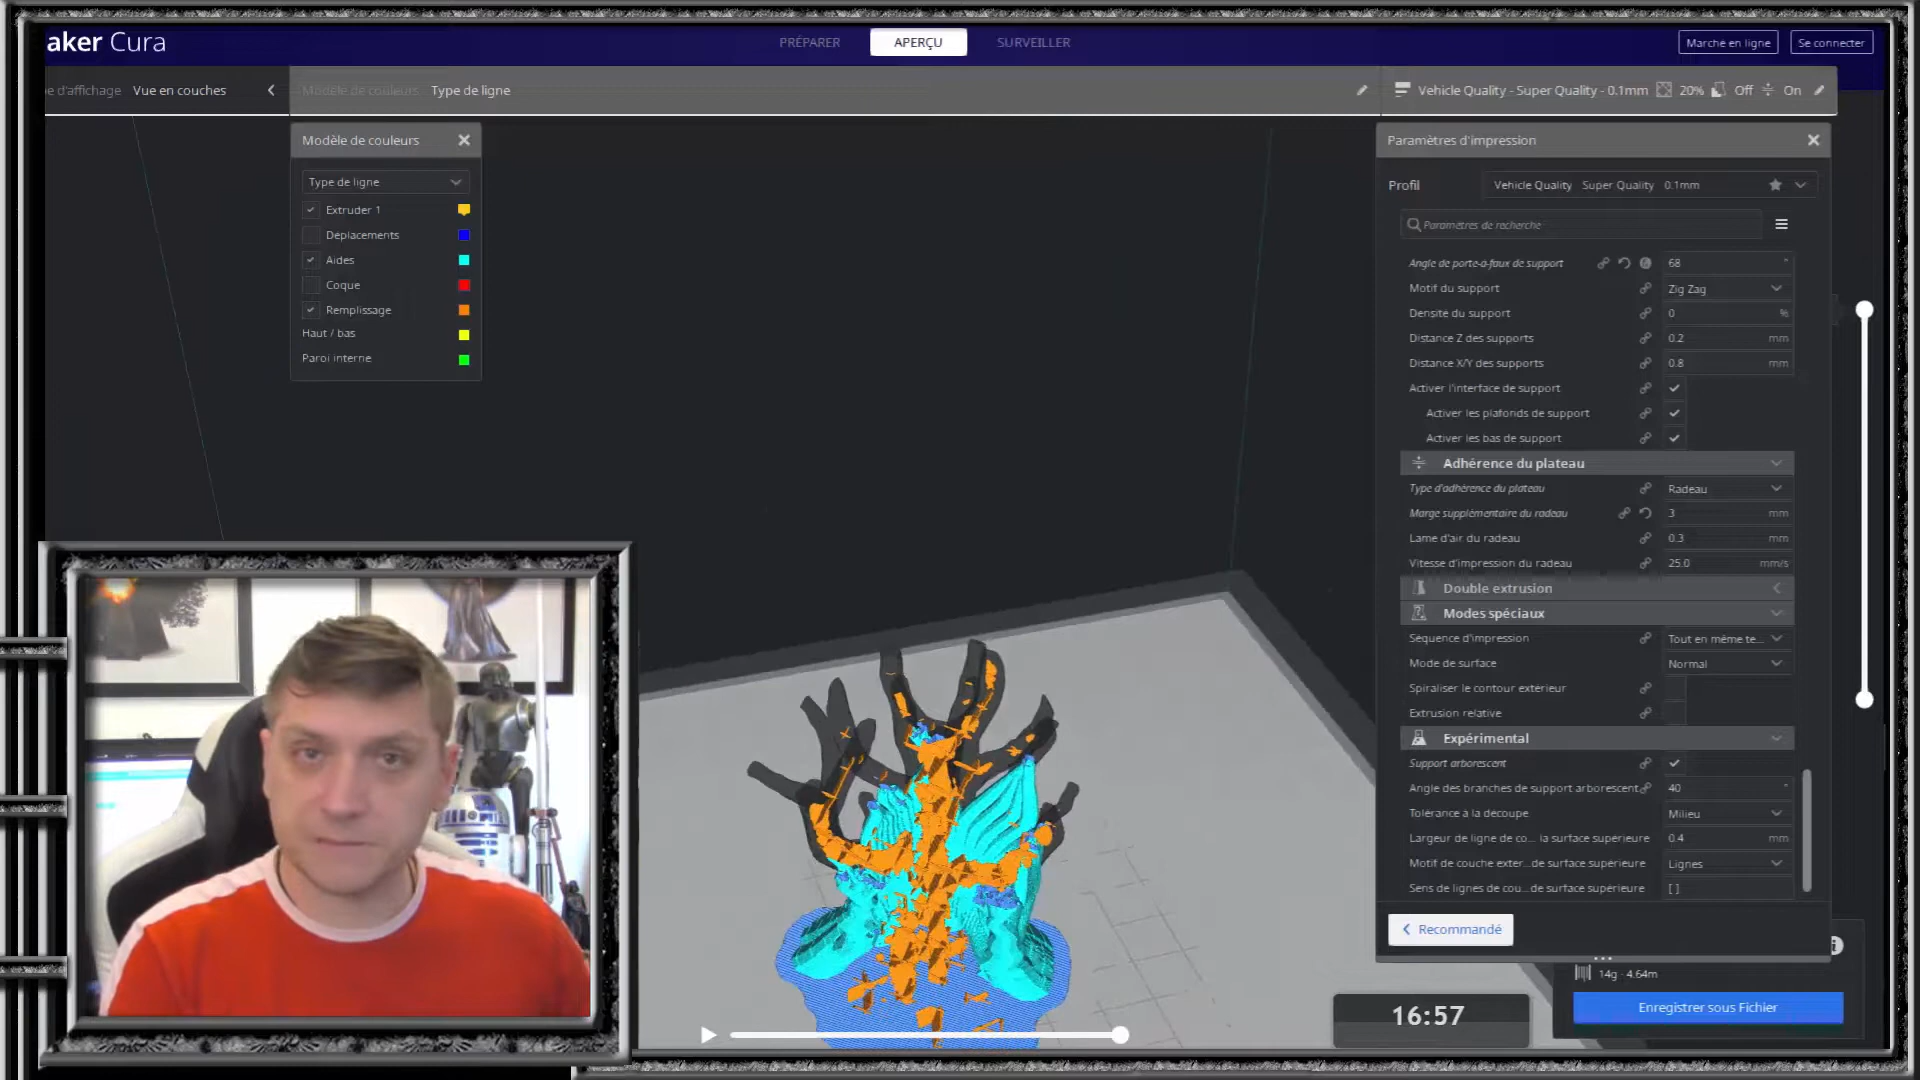 aker Cura
PRÉPARER
APERÇU
SURVEILLER
Marché en ligne
Se connecter
e d'affichage
Vue en couches
Modèle de couleurs
Type de ligne
Vehicle Quality - Super Quality - 0.1mm
20%
Off
On
Modèle de couleurs
Type de ligne
Extruder 1
Déplacements
Aides
Coque
Remplissage
Haut / bas
Paroi interne
Paramètres d'impression
Profil
Vehicle Quality Super Quality 0.1mm
Paramètres de recherche
Angle de porte-à-faux de support 68 °
Motif du support Zig Zag
Densité du support 0 %
Distance Z des supports 0.2 mm
Distance X/Y des supports 0.8 mm
Activer l'interface de support
Activer les plafonds de support
Activer les bas de support
Adhérence du plateau
Type d'adhérence du plateau Radeau
Marge supplémentaire du radeau 3 mm
Lame d'air du radeau 0.3 mm
Vitesse d'impression du radeau 25.0 mm/s
Double extrusion
Modes spéciaux
Séquence d'impression Tout en même te...
Mode de surface Normal
Spiraliser le contour extérieur
Extrusion relative
Expérimental
Support arborescent
Angle des branches de support arborescent 40 °
Tolérance à la découpe Milieu
Largeur de ligne de co... la surface supérieure 0.4 mm
Motif de couche extér...de surface supérieure Lignes
Sens de lignes de cou...de surface supérieure [ ]
Recommandé
14g · 4.64m
Enregistrer sous Fichier
16:57